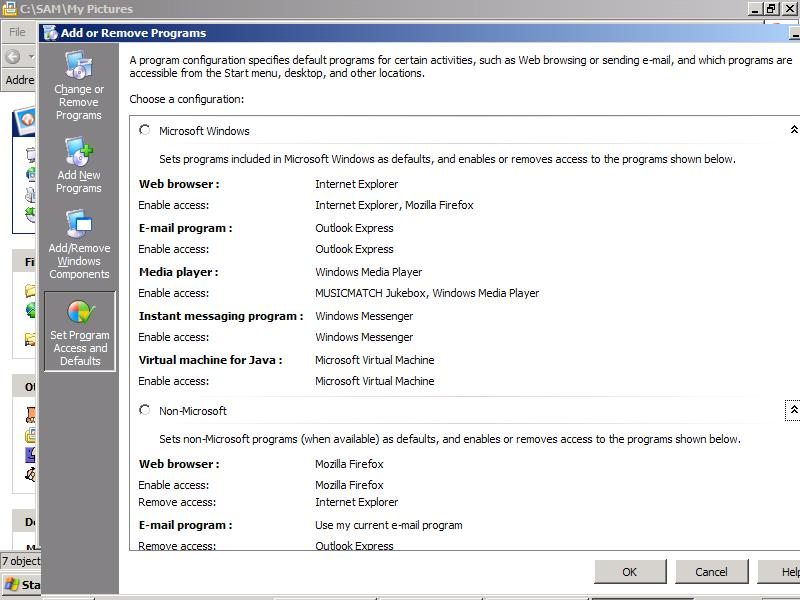 C:\SAM\My Pictures
File
Add or Remove Programs
Addre
Change or
Remove
Programs
Add New
Programs
Add/Remove
Windows
Components
Set Program
Access and
Defaults
A program configuration specifies default programs for certain activities, such as Web browsing or sending e-mail, and which programs are
accessible from the Start menu, desktop, and other locations.
Choose a configuration:
Microsoft Windows
Sets programs included in Microsoft Windows as defaults, and enables or removes access to the programs shown below.
Web browser : Internet Explorer
Enable access: Internet Explorer, Mozilla Firefox
E-mail program : Outlook Express
Enable access: Outlook Express
Media player : Windows Media Player
Enable access: MUSICMATCH Jukebox, Windows Media Player
Instant messaging program : Windows Messenger
Enable access: Windows Messenger
Virtual machine for Java : Microsoft Virtual Machine
Enable access: Microsoft Virtual Machine
Non-Microsoft
Sets non-Microsoft programs (when available) as defaults, and enables or removes access to the programs shown below.
Web browser : Mozilla Firefox
Enable access: Mozilla Firefox
Remove access: Internet Explorer
E-mail program : Use my current e-mail program
Remove access: Outlook Express
OK Cancel Help
Fi
Ot
De
7 object
Sta